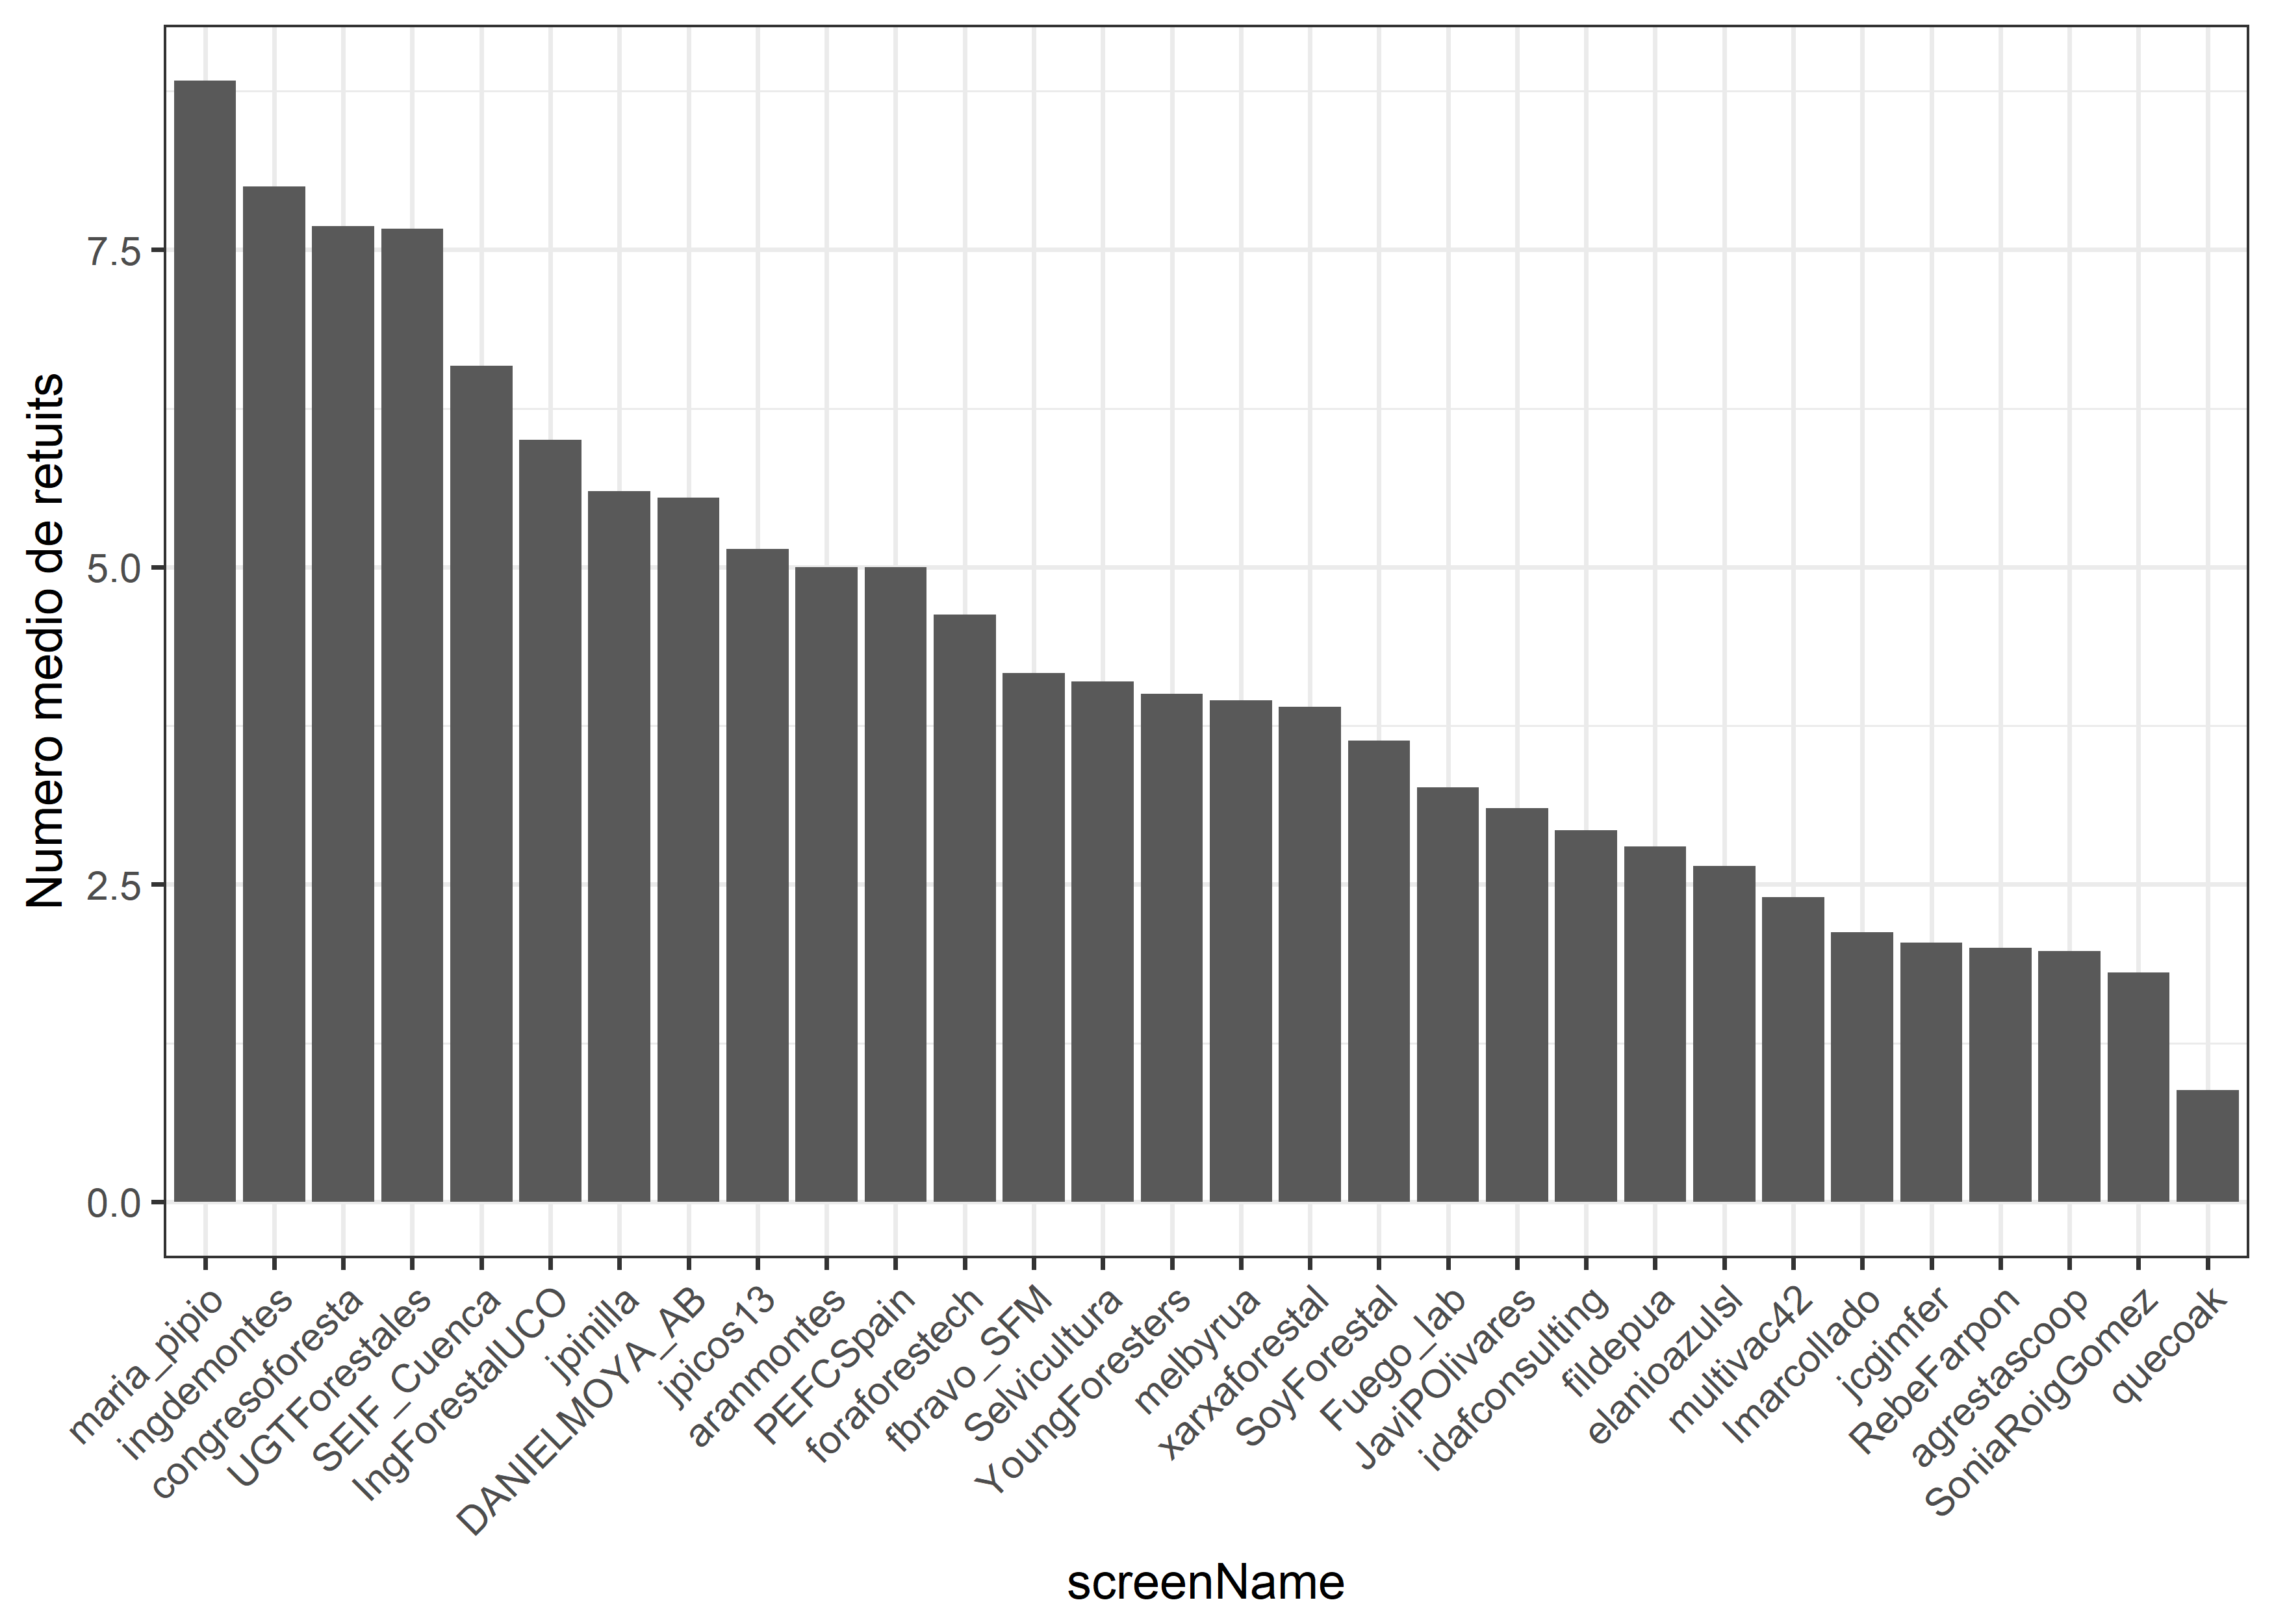 Numero medio de retuits
7.5
5.0
2.5
0.0
maria_pipio
ingdemontes
congresoforesta
UGTForestales
SEIF_Cuenca
IngForestalUCO
jpinilla
DANIELMOYA_AB
jpicos13
aranmontes
PEFCSpain
foraforestech
fbravo_SFM
Selvicultura
YoungForesters
melbyrua
xarxaforestal
SoyForestal
Fuego_lab
JaviPOlivares
idafconsulting
fildepua
elanioazulsl
multivac42
lmarcollado
jcgimfer
RebeFarpon
agrestascoop
SoniaRoigGomez
quecoak
screenName